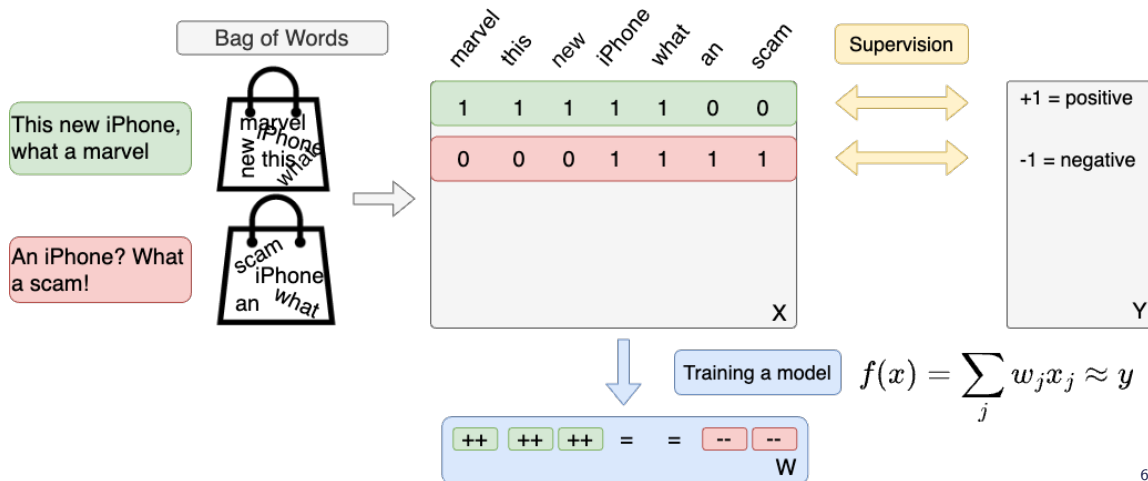 Bag of Words
marvel this new iPhone what an scam
Supervision
This new iPhone,
what a marvel
marvel
iPhone
new this
what
1 1 1 1 1 0 0
+1 = positive
0 0 0 1 1 1 1
-1 = negative
An iPhone? What
a scam!
scam
iPhone
an what
X
Y
Training a model
f(x) = ∑_j w_j x_j ≈ y
++ ++ ++ = = -- --
W
6